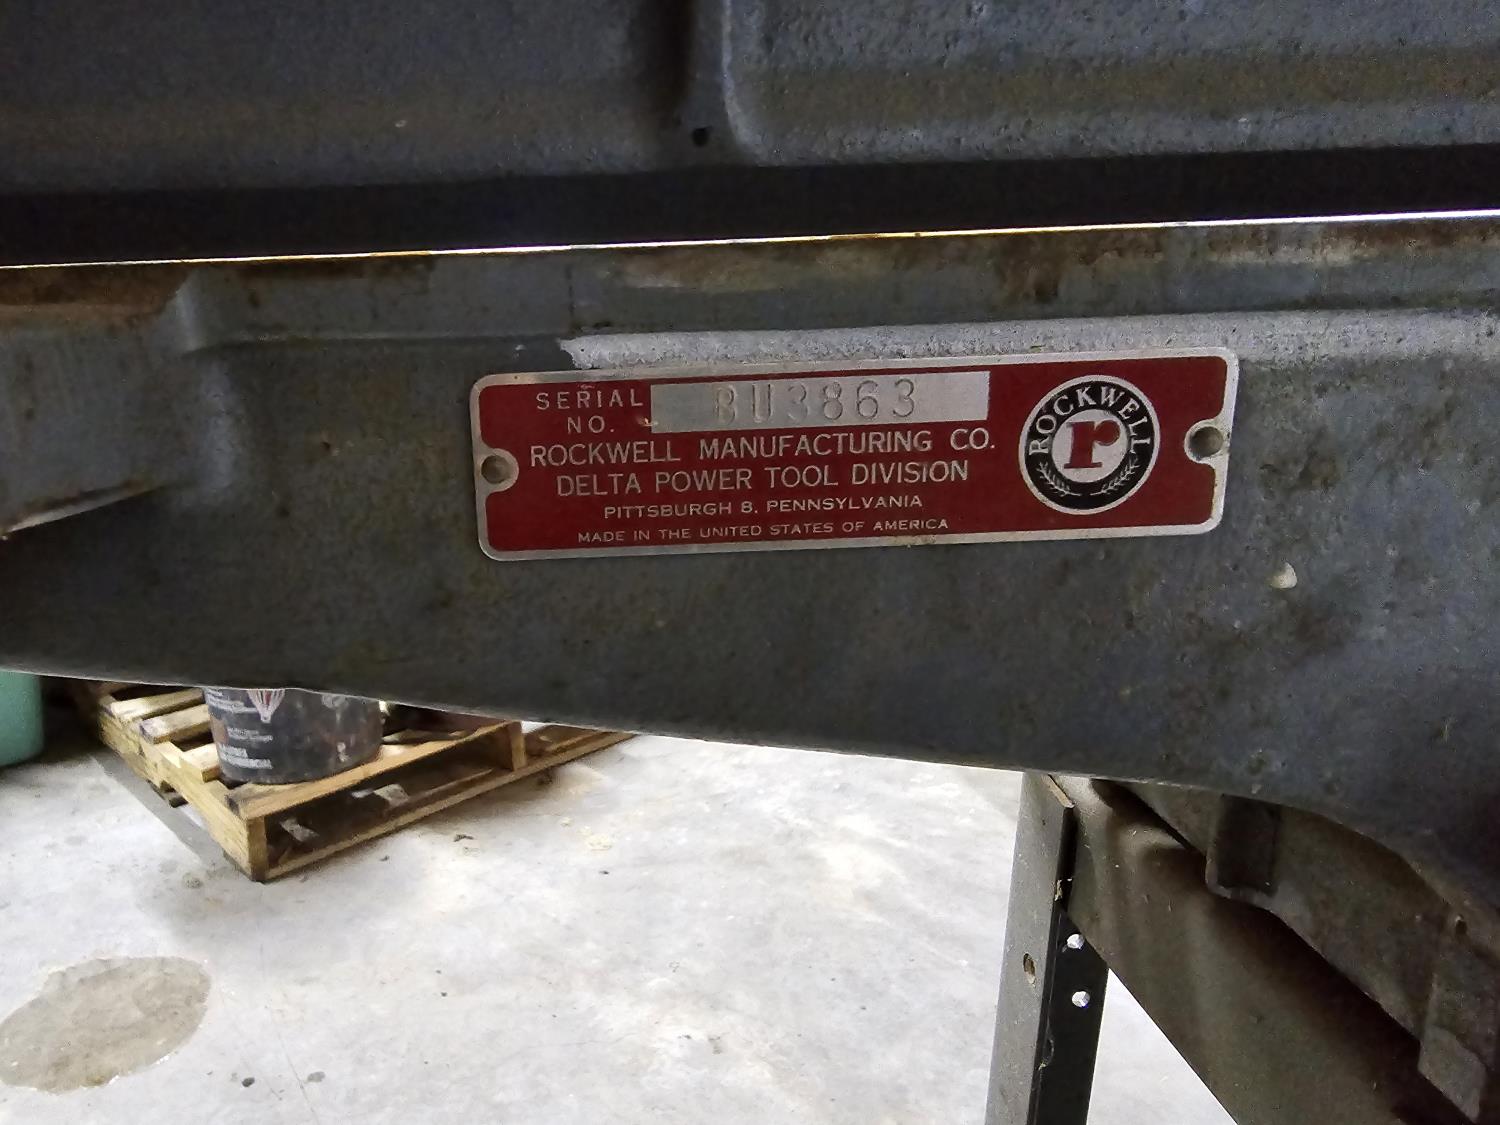 SERIAL
NO. BU3863
ROCKWELL MANUFACTURING CO.
DELTA POWER TOOL DIVISION
PITTSBURGH 8, PENNSYLVANIA
MADE IN THE UNITED STATES OF AMERICA
ROCKWELL
r